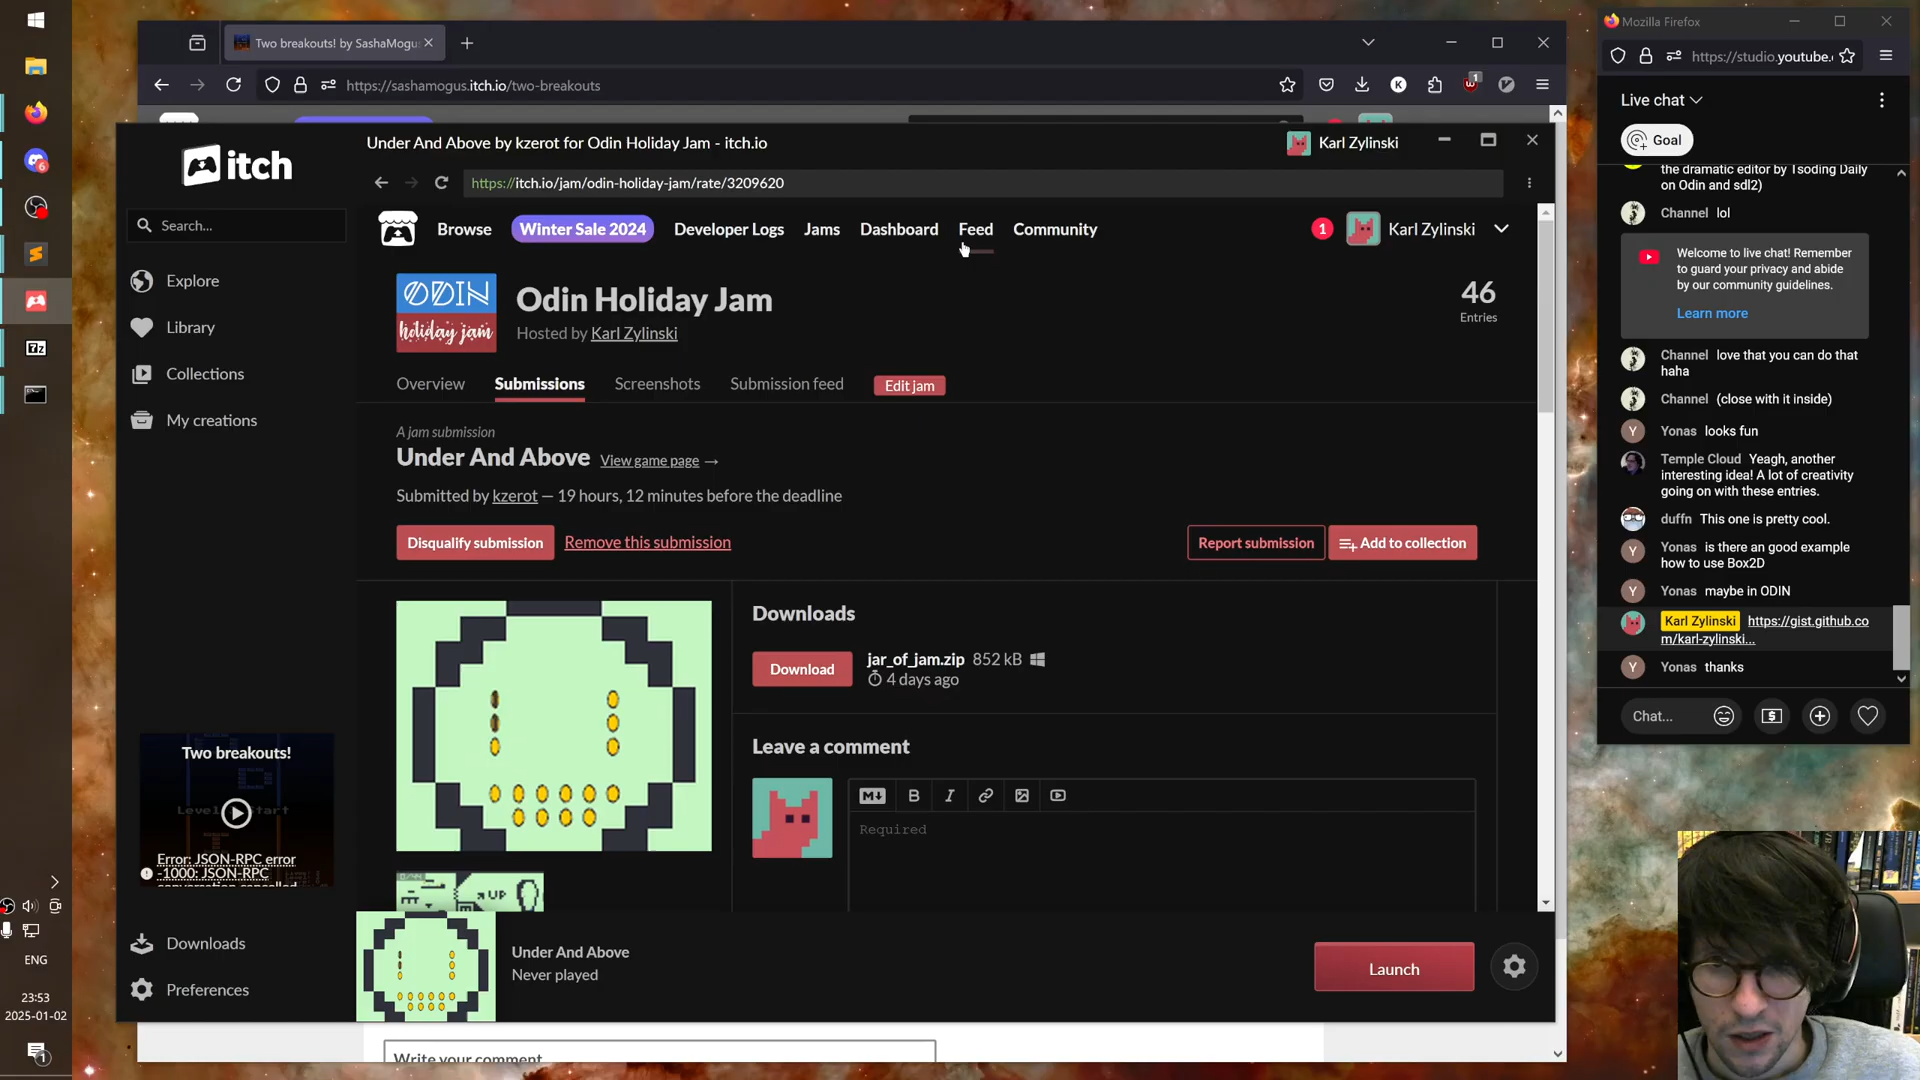 Two breakouts! by SashaMogu
https://sashamogus.itch.io/two-breakouts
1
itch
Under And Above by kzerot for Odin Holiday Jam - itch.io
Karl Zylinski
https://itch.io/jam/odin-holiday-jam/rate/3209620
Search...
Browse
Winter Sale 2024
Developer Logs
Jams
Dashboard
Feed
Community
1
Karl Zylinski
Explore
Library
Collections
My creations
ODIN
holiday jam
Odin Holiday Jam
Hosted by Karl Zylinski
46
Entries
Overview
Submissions
Screenshots
Submission feed
Edit jam
A jam submission
Under And Above
View game page →
Submitted by kzerot — 19 hours, 12 minutes before the deadline
Disqualify submission
Remove this submission
Report submission
Add to collection
Downloads
Download
jar_of_jam.zip 852 kB
4 days ago
Leave a comment
M↓ B I
Required
UP
Two breakouts!
Level Start
Error: JSON-RPC error
-1000: JSON-RPC
conversation cancelled
Downloads
Preferences
Under And Above
Never played
Launch
Write your comment
6
7z
ENG
23:53
2025-01-02
1
Mozilla Firefox
https://studio.youtube.
Live chat
Goal
the dramatic editor by Tsoding Daily
on Odin and sdl2)
Channel lol
Welcome to live chat! Remember
to guard your privacy and abide
by our community guidelines.
Learn more
Channel love that you can do that
haha
Channel (close with it inside)
Yonas looks fun
Temple Cloud Yeagh, another
interesting idea! A lot of creativity
going on with these entries.
duffn This one is pretty cool.
Y Yonas is there an good example
how to use Box2D
Y Yonas maybe in ODIN
Karl Zylinski https://gist.github.co
m/karl-zylinski...
Y Yonas thanks
Chat...